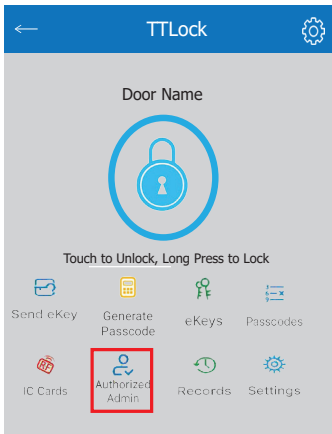 TTLock
Door Name
Touch to Unlock, Long Press to Lock
Send eKey
Generate
Passcode
eKeys
Passcodes
IC Cards
Authorized
Admin
Records
Settings